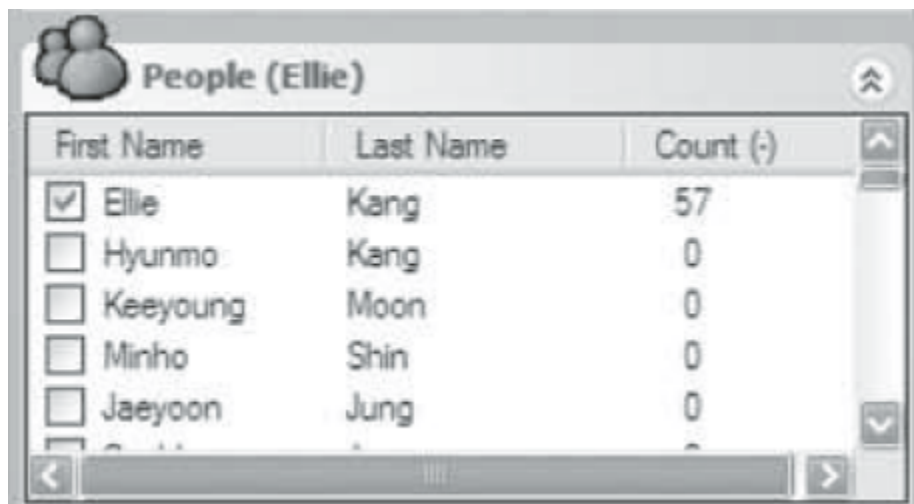 People (Ellie)
First Name Last Name Count (-)
Ellie Kang 57
Hyunmo Kang 0
Keeyoung Moon 0
Minho Shin 0
Jaeyoon Jung 0